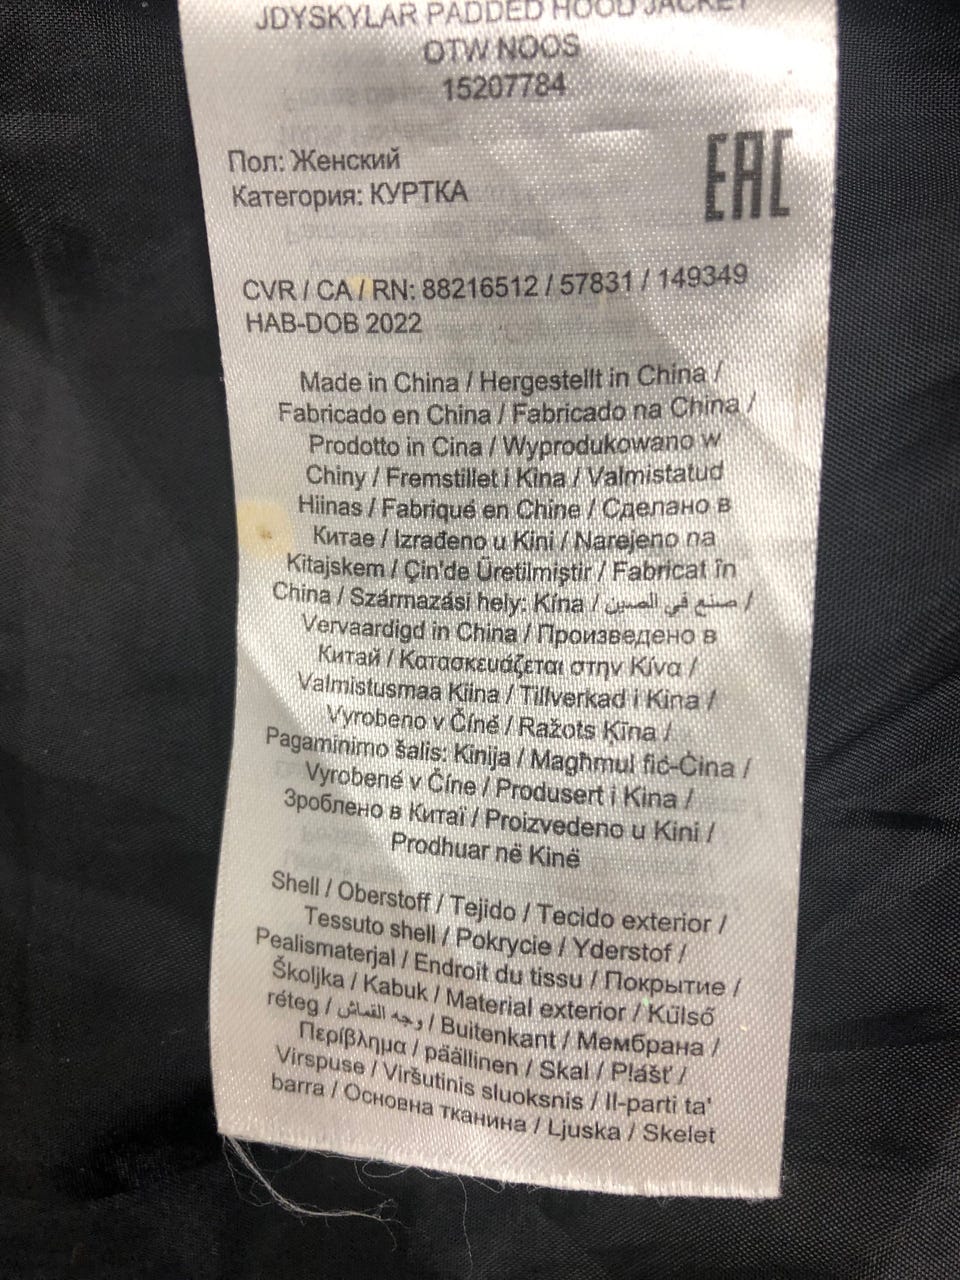 JDYSKYLAR PADDED HOOD JACKET
OTW NOOS
15207784
EAC
Пол: Женский
Категория: КУРТКА
CVR / CA / RN: 88216512 / 57831 / 149349
HAB-DOB 2022
Made in China / Hergestellt in China /
Fabricado en China / Fabricado na China /
Prodotto in Cina / Wyprodukowano w
Chiny / Fremstillet i Kina / Valmistatud
Hiinas / Fabriqué en Chine / Сделано в
Китае / Izrađeno u Kini / Narejeno na
Kitajskem / Çin'de Üretilmiştir / Fabricat în
China / Származási hely: Kína / صنع في الصين /
Vervaardigd in China / Произведено в
Китай / Κατασκευάζεται στην Κίνα /
Valmistusmaa Kiina / Tillverkad i Kina /
Vyrobeno v Číně / Ražots Ķīna /
Pagaminimo šalis: Kinija / Magħmul fiċ-Ċina /
Vyrobené v Číne / Produsert i Kina /
Зроблено в Китаї / Proizvedeno u Kini /
Prodhuar në Kinë
Shell / Oberstoff / Tejido / Tecido exterior /
Tessuto shell / Pokrycie / Yderstof /
Pealismaterjal / Endroit du tissu / Покрытие /
Školjka / Kabuk / Material exterior / Külső
réteg / وجه القماش / Buitenkant / Мембрана /
Περίβλημα / päällinen / Skal / Plášť /
Virspuse / Viršutinis sluoksnis / Il-parti ta'
barra / Основна тканина / Ljuska / Skelet